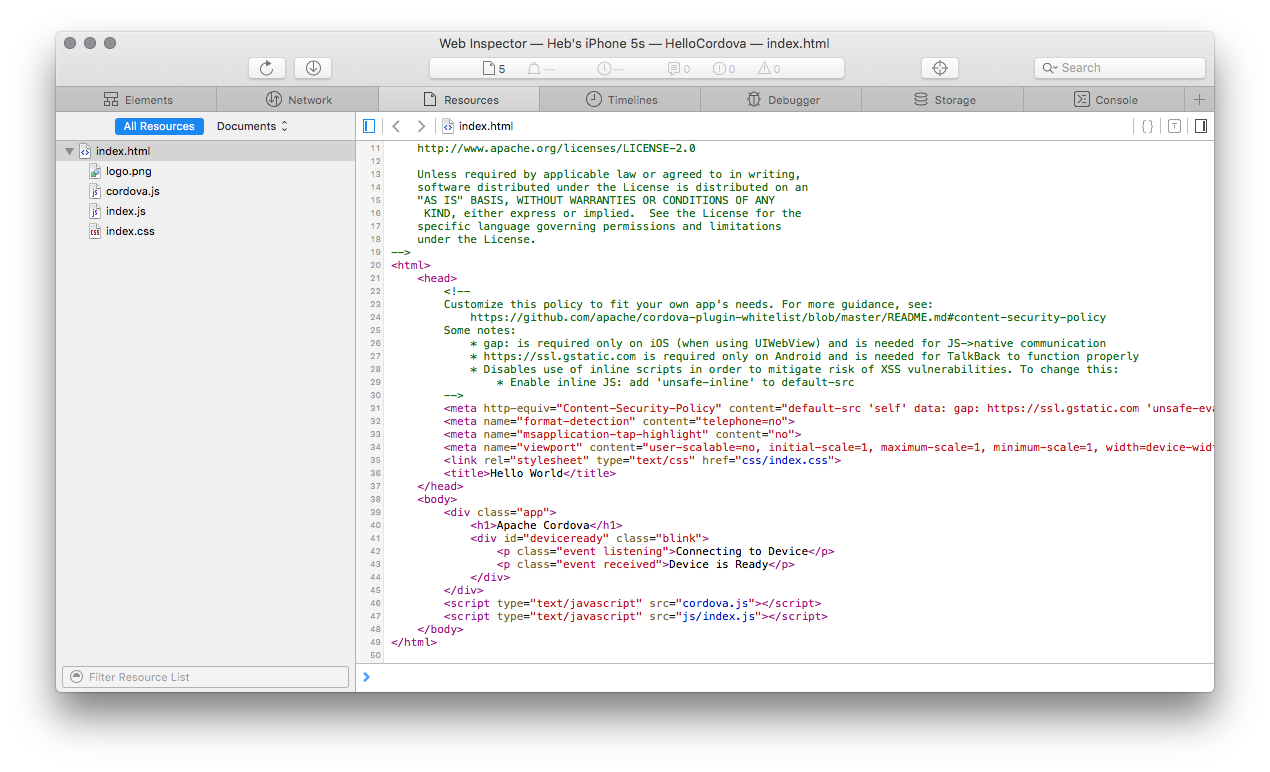 Web Inspector — Heb's iPhone 5s — HelloCordova — index.html
5 — — 0 0 0 Search
Elements Network Resources Timelines Debugger Storage Console +
All Resources Documents index.html { } T
index.html
logo.png
cordova.js
index.js
index.css
Filter Resource List
11 http://www.apache.org/licenses/LICENSE-2.0
12
13 Unless required by applicable law or agreed to in writing,
14 software distributed under the License is distributed on an
15 "AS IS" BASIS, WITHOUT WARRANTIES OR CONDITIONS OF ANY
16 KIND, either express or implied.  See the License for the
17 specific language governing permissions and limitations
18 under the License.
19 -->
20 <html>
21 <head>
22 <!--
23 Customize this policy to fit your own app's needs. For more guidance, see:
24 https://github.com/apache/cordova-plugin-whitelist/blob/master/README.md#content-security-policy
25 Some notes:
26 * gap: is required only on iOS (when using UIWebView) and is needed for JS->native communication
27 * https://ssl.gstatic.com is required only on Android and is needed for TalkBack to function properly
28 * Disables use of inline scripts in order to mitigate risk of XSS vulnerabilities. To change this:
29 * Enable inline JS: add 'unsafe-inline' to default-src
30 -->
31 <meta http-equiv="Content-Security-Policy" content="default-src 'self' data: gap: https://ssl.gstatic.com 'unsafe-eva
32 <meta name="format-detection" content="telephone=no">
33 <meta name="msapplication-tap-highlight" content="no">
34 <meta name="viewport" content="user-scalable=no, initial-scale=1, maximum-scale=1, minimum-scale=1, width=device-widt
35 <link rel="stylesheet" type="text/css" href="css/index.css">
36 <title>Hello World</title>
37 </head>
38 <body>
39 <div class="app">
40 <h1>Apache Cordova</h1>
41 <div id="deviceready" class="blink">
42 <p class="event listening">Connecting to Device</p>
43 <p class="event received">Device is Ready</p>
44 </div>
45 </div>
46 <script type="text/javascript" src="cordova.js"></script>
47 <script type="text/javascript" src="js/index.js"></script>
48 </body>
49 </html>
50